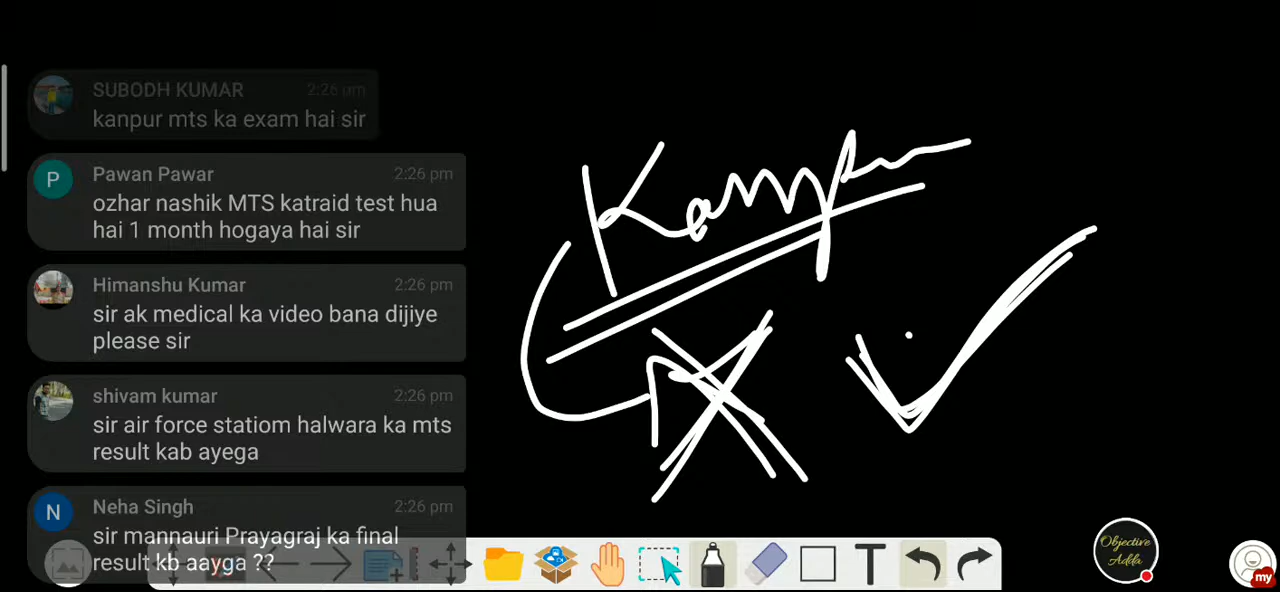 SUBODH KUMAR 2:26 pm
kanpur mts ka exam hai sir
P
Pawan Pawar 2:26 pm
ozhar nashik MTS katraid test hua
hai 1 month hogaya hai sir
Himanshu Kumar 2:26 pm
sir ak medical ka video bana dijiye
please sir
shivam kumar 2:26 pm
sir air force statiom halwara ka mts
result kab ayega
N
Neha Singh 2:26 pm
sir mannauri Prayagraj ka final
result kb aayga ??
Kanpur
T
Objective
Adda
my